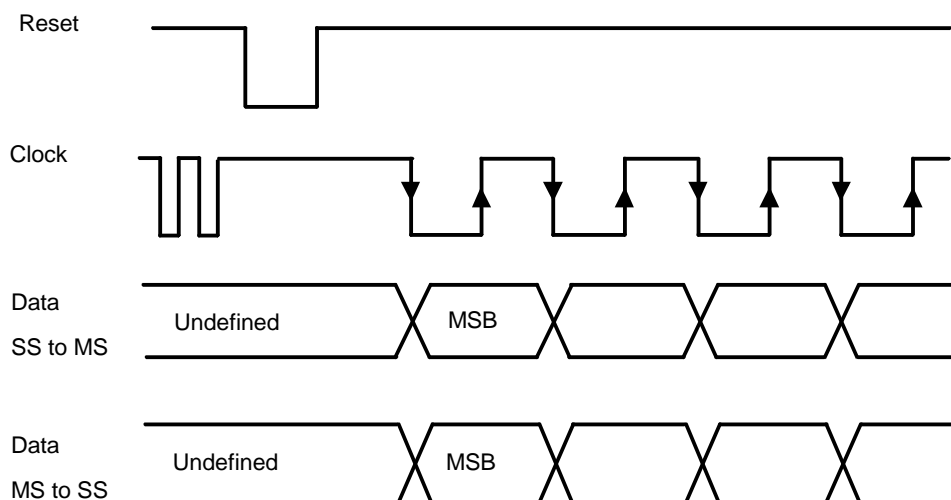 Reset
Clock
Data
SS to MS
Undefined
MSB
Data
MS to SS
Undefined
MSB